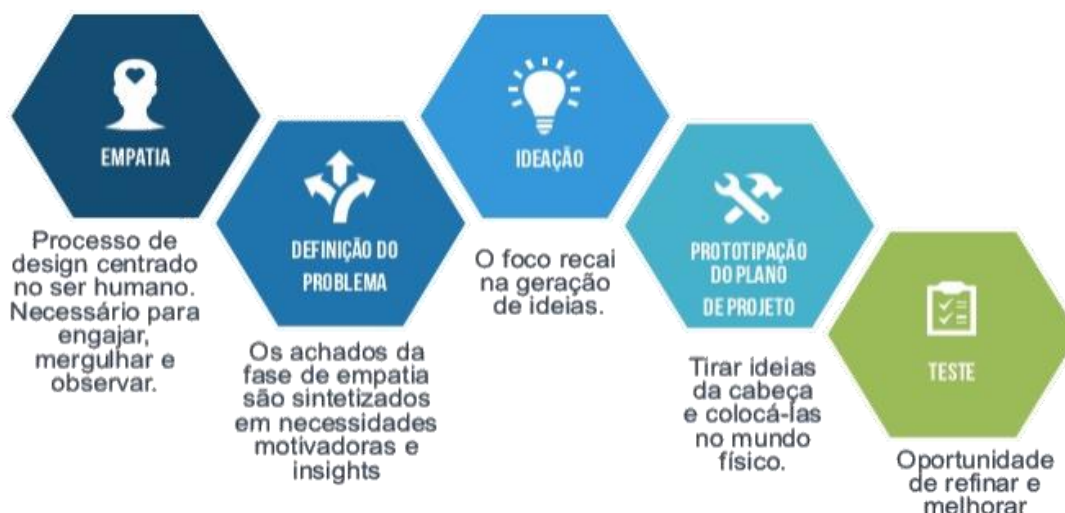 EMPATIA
Processo de
design centrado
no ser humano.
Necessário para
engajar,
mergulhar e
observar.
DEFINIÇÃO DO
PROBLEMA
Os achados da
fase de empatia
são sintetizados
em necessidades
motivadoras e
insights
IDEAÇÃO
O foco recai
na geração
de ideias.
PROTOTIPAÇÃO
DO PLANO
DE PROJETO
Tirar ideias
da cabeça
e colocá-las
no mundo
físico.
TESTE
Oportunidade
de refinar e
melhorar